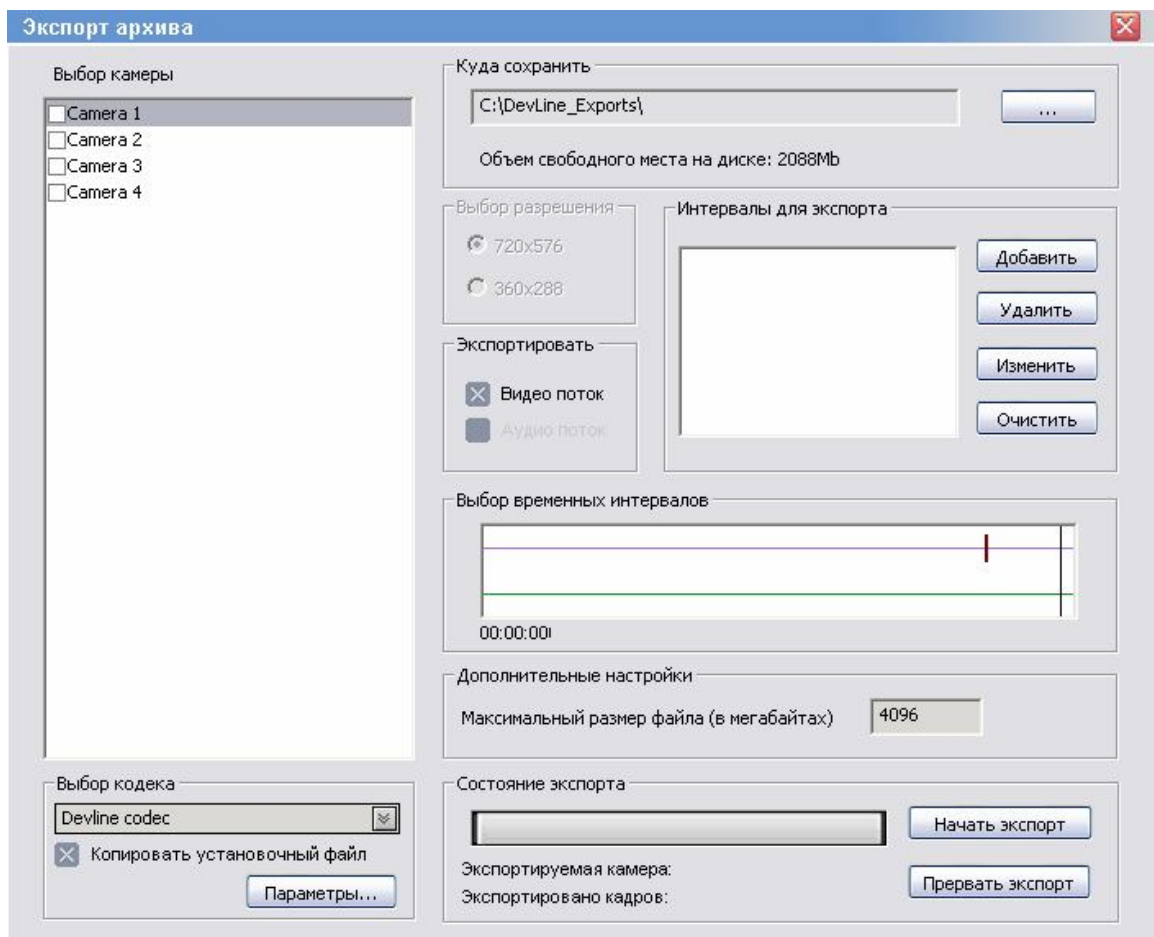 Экспорт архива
Выбор камеры
Camera 1
Camera 2
Camera 3
Camera 4
Выбор кодека
Devline codec
Копировать установочный файл
Параметры...
Куда сохранить
C:\DevLine_Exports\
...
Объем свободного места на диске: 2088Mb
Выбор разрешения
720x576
360x288
Экспортировать
Видео поток
Аудио поток
Интервалы для экспорта
Добавить
Удалить
Изменить
Очистить
Выбор временных интервалов
00:00:00
Дополнительные настройки
Максимальный размер файла (в мегабайтах)
4096
Состояние экспорта
Начать экспорт
Экспортируемая камера:
Экспортировано кадров:
Прервать экспорт